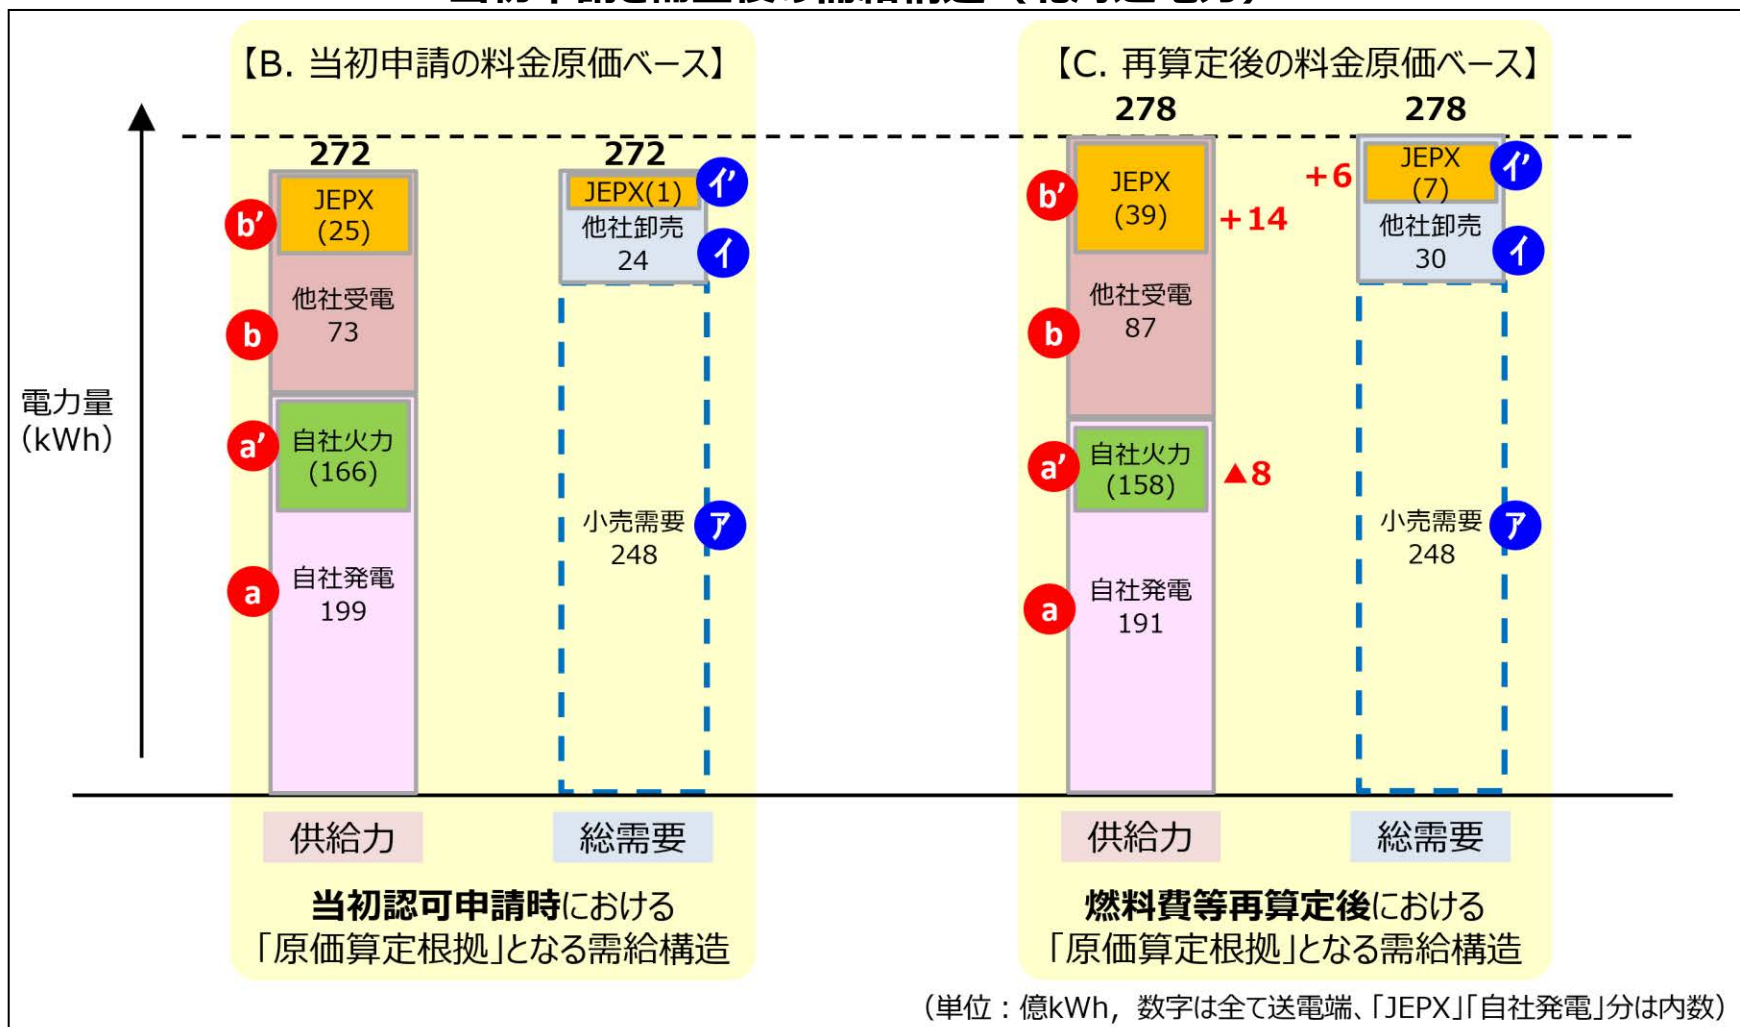 【B. 当初申請の料金原価ベース】
272
272
JEPX
(25)
b’
他社受電
73
b
自社火力
(166)
a’
自社発電
199
a
JEPX(1)
イ’
他社卸売
24
イ
小売需要
248
ア
供給力
総需要
当初認可申請時における
「原価算定根拠」となる需給構造
電力量
(kWh)
【C. 再算定後の料金原価ベース】
278
278
JEPX
(39)
b’
+14
他社受電
87
b
自社火力
(158)
a’
▲8
自社発電
191
a
+6
JEPX
(7)
イ’
他社卸売
30
イ
小売需要
248
ア
供給力
総需要
燃料費等再算定後における
「原価算定根拠」となる需給構造
（単位：億kWh, 数字は全て送電端、「JEPX」「自社発電」分は内数）